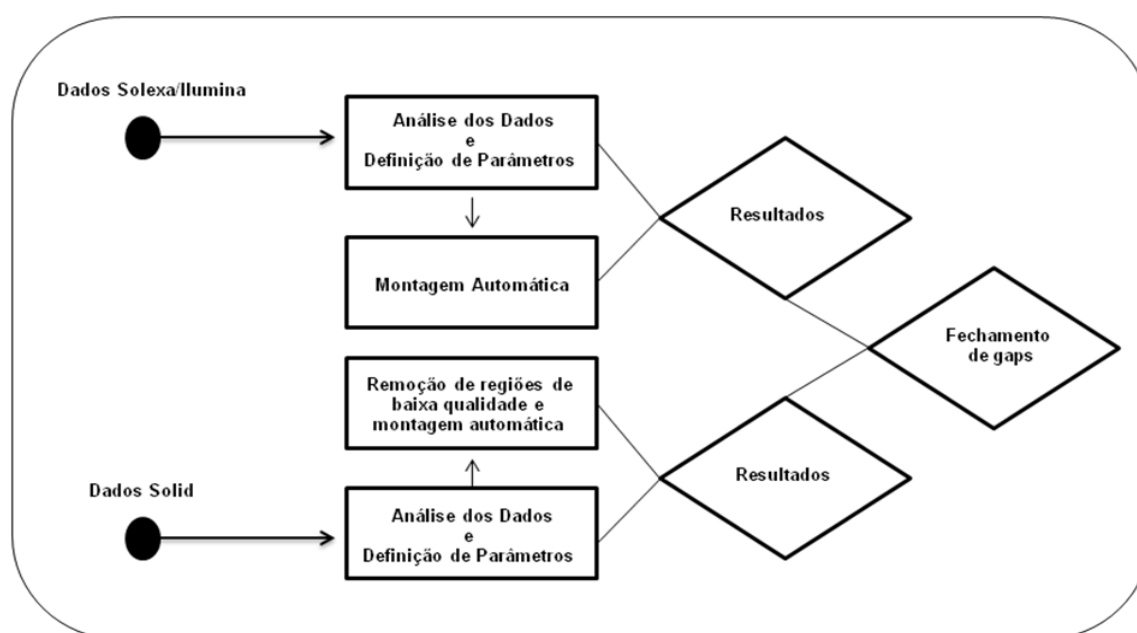 Dados Solexa/Ilumina
Análise dos Dados
e
Definição de Parâmetros
Resultados
Montagem Automática
Fechamento
de gaps
Remoção de regiões de
baixa qualidade e
montagem automática
Resultados
Dados Solid
Análise dos Dados
e
Definição de Parâmetros